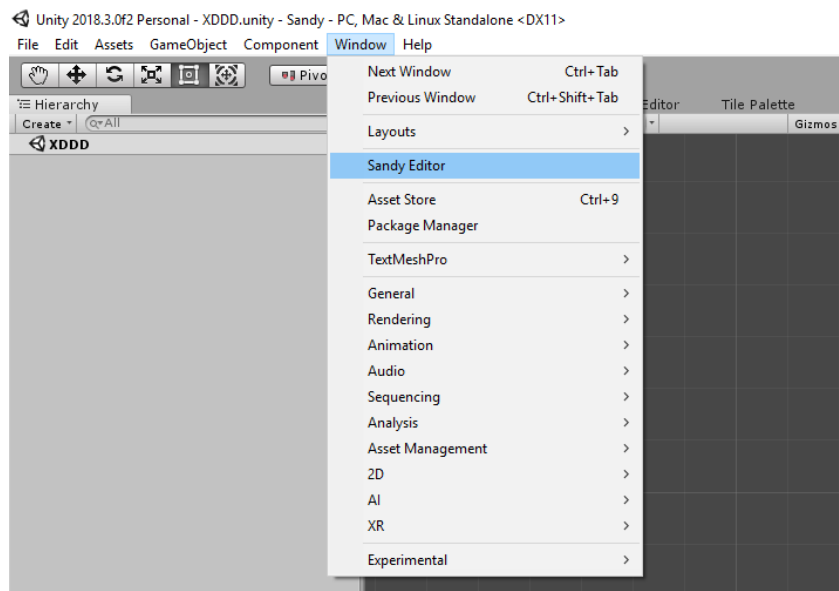 Unity 2018.3.0f2 Personal - XDDD.unity - Sandy - PC, Mac & Linux Standalone <DX11>
File Edit Assets GameObject Component Window Help
Pivo
Hierarchy
Create All
XDDD
Next Window Ctrl+Tab
Previous Window Ctrl+Shift+Tab
Layouts
Sandy Editor
Asset Store Ctrl+9
Package Manager
TextMeshPro
General
Rendering
Animation
Audio
Sequencing
Analysis
Asset Management
2D
AI
XR
Experimental
Editor Tile Palette
Gizmos